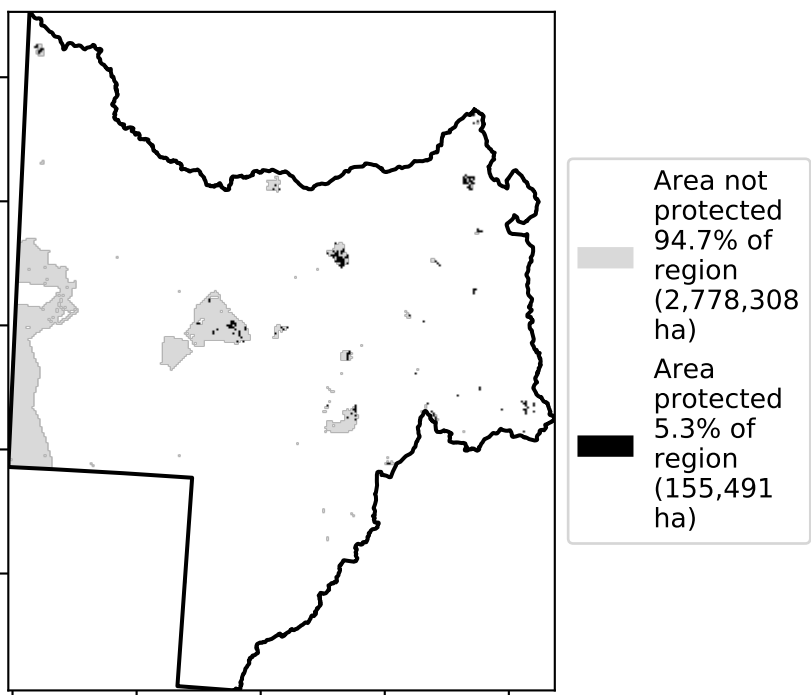 Area not
protected
94.7% of
region
(2,778,308
ha)
Area
protected
5.3% of
region
(155,491
ha)